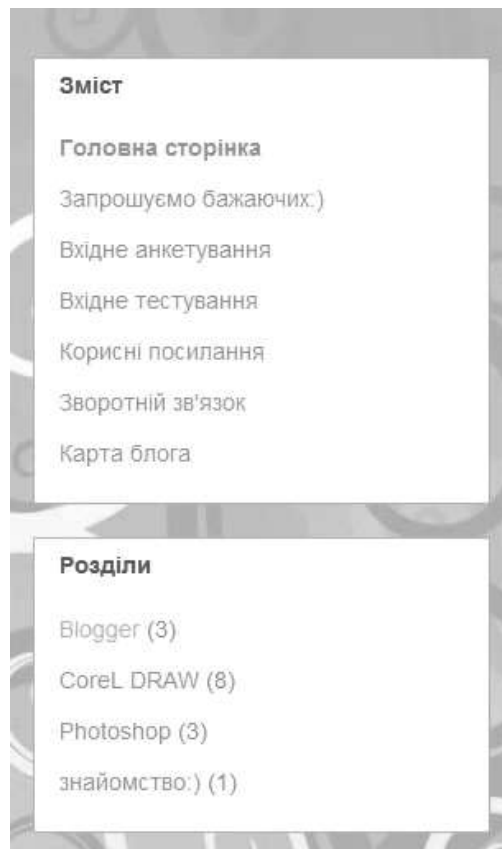 Зміст
Головна сторінка
Запрошуємо бажаючих:)
Вхідне анкетування
Вхідне тестування
Корисні посилання
Зворотній зв'язок
Карта блога
Розділи
Blogger (3)
CoreL DRAW (8)
Photoshop (3)
знайомство:) (1)